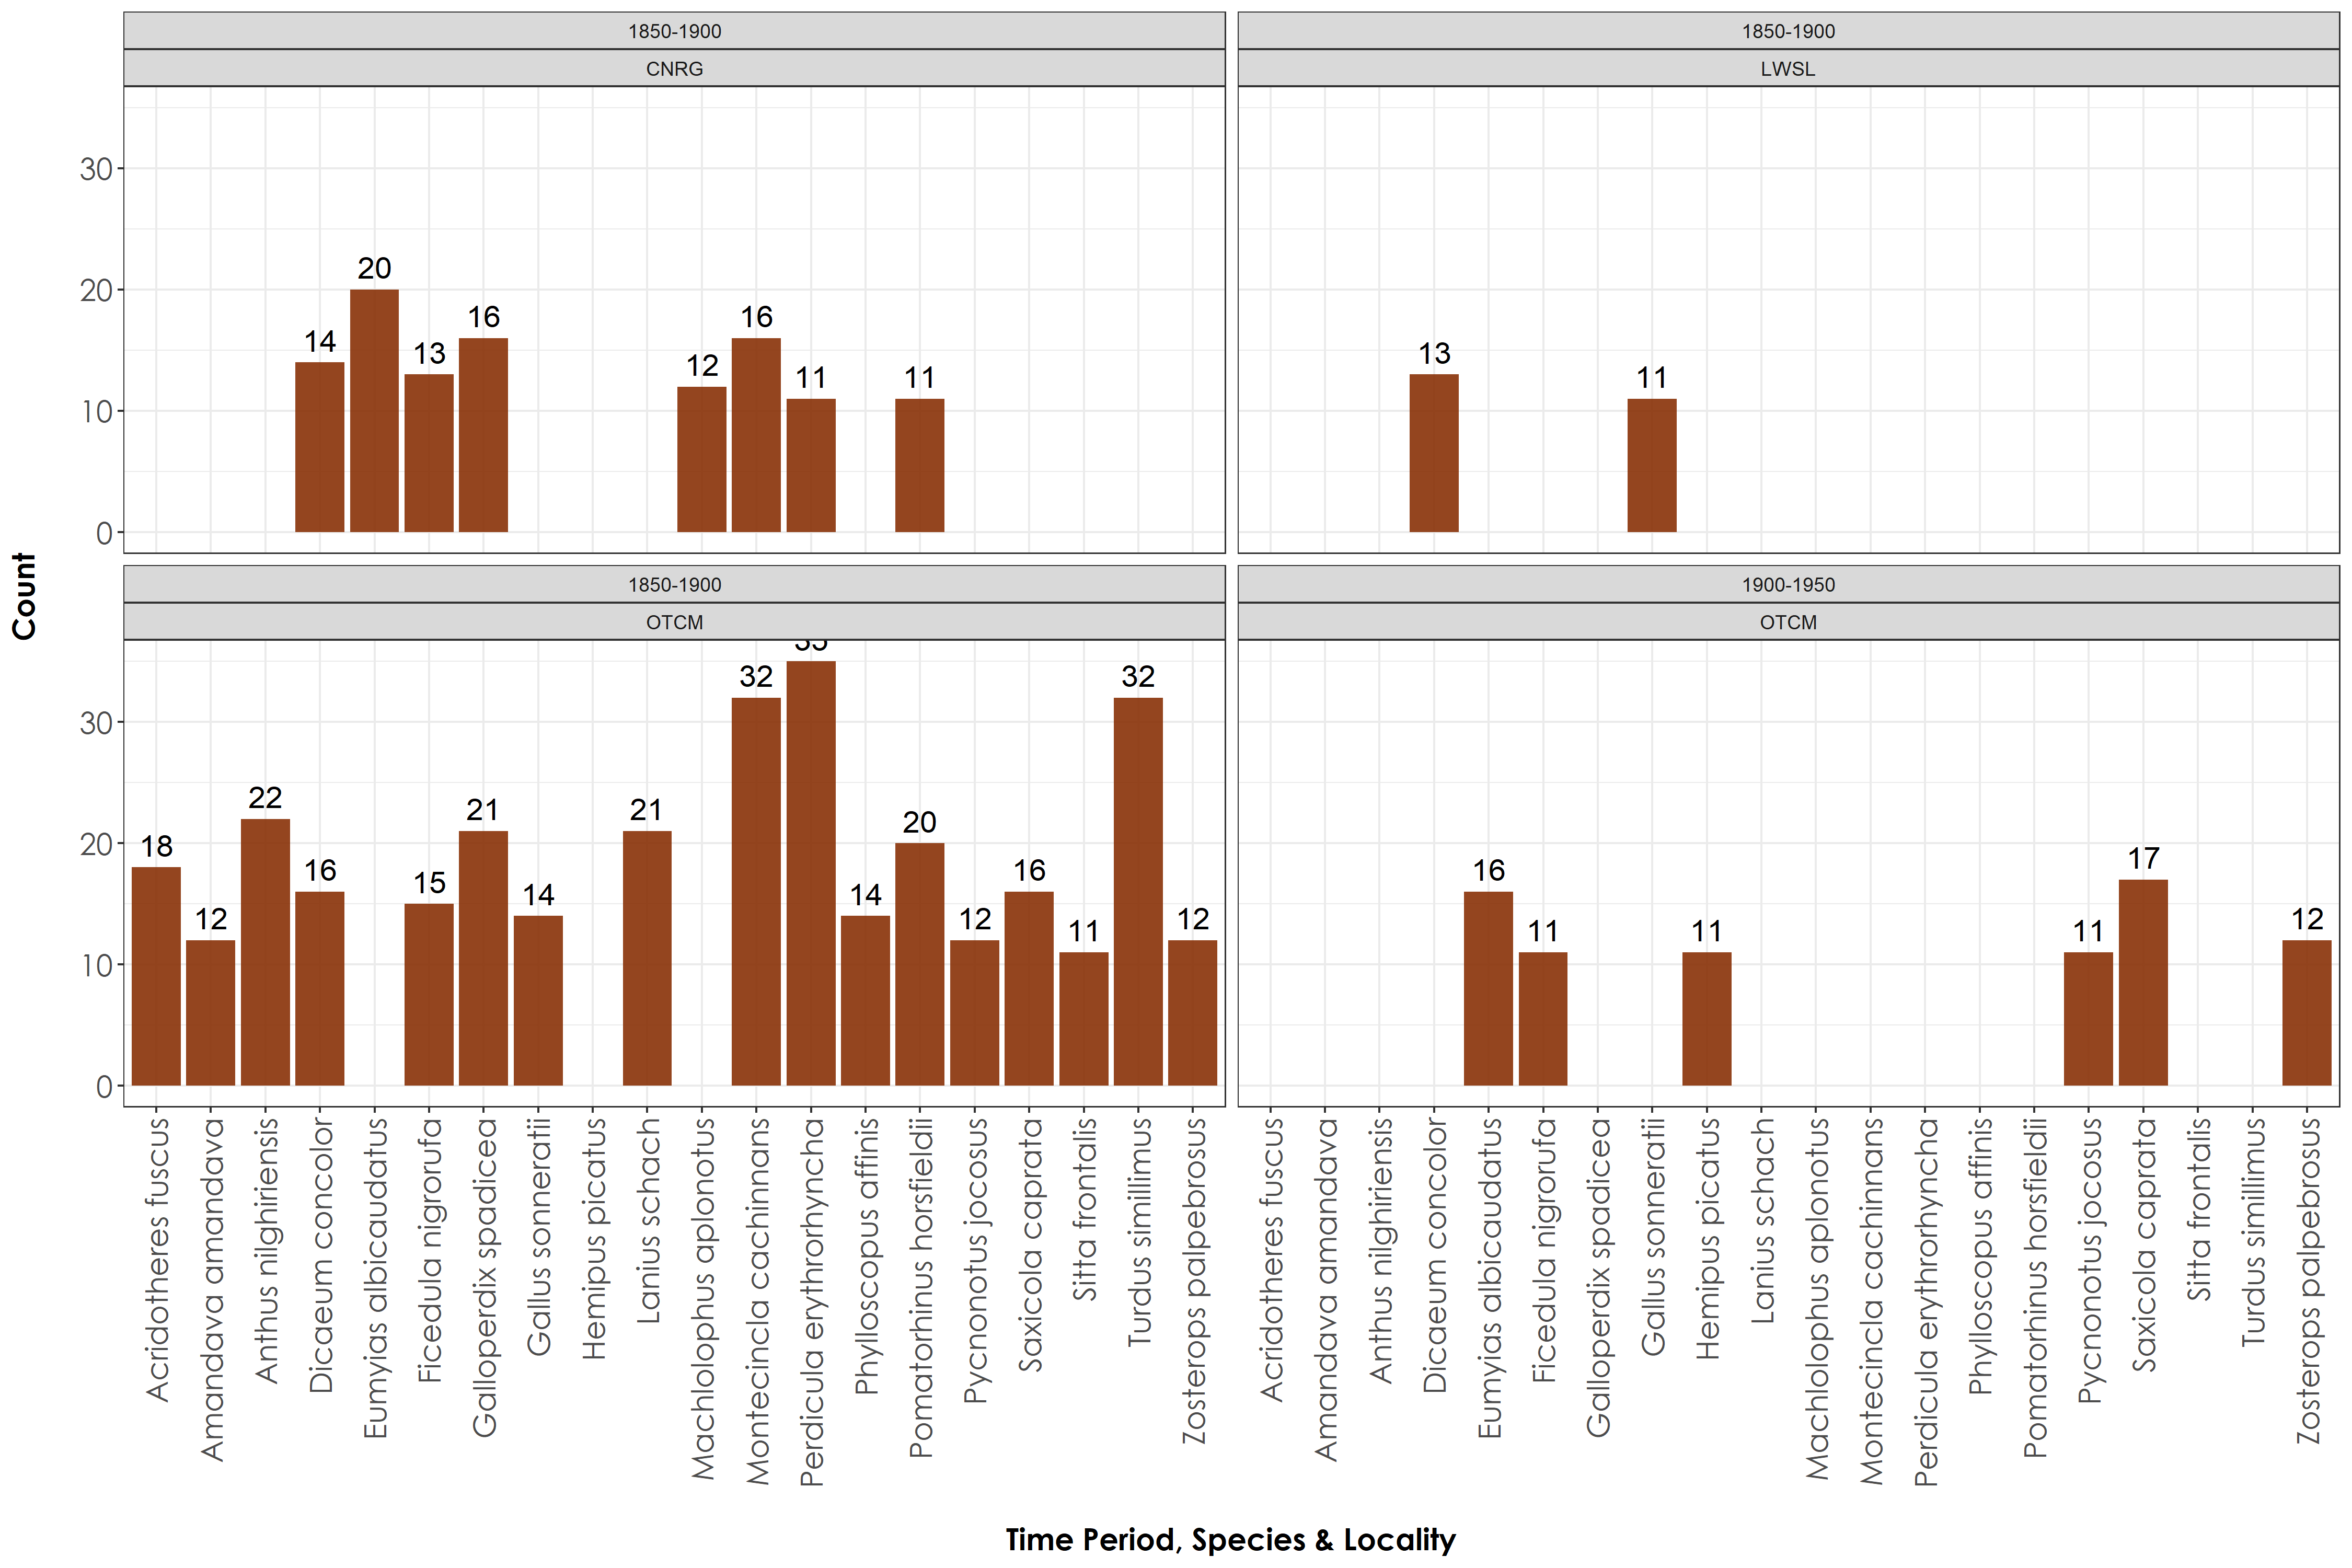 1850-1900
CNRG
1850-1900
LWSL
30
20
10
0
14
20
13
16
12
16
11
11
13
11
Count
1850-1900
OTCM
1900-1950
OTCM
30
20
10
0
18
12
22
16
15
21
14
21
32
35
14
20
12
16
11
32
12
16
11
11
11
17
12
Acridotheres fuscus
Amandava amandava
Anthus nilghiriensis
Dicaeum concolor
Eumyias albicaudatus
Ficedula nigrorufa
Galloperdix spadicea
Gallus sonneratii
Hemipus picatus
Lanius schach
Machlolophus aplonotus
Montecincla cachinnans
Perdicula erythrorhyncha
Phylloscopus affinis
Pomatorhinus horsfieldii
Pycnonotus jocosus
Saxicola caprata
Sitta frontalis
Turdus simillimus
Zosterops palpebrosus
Acridotheres fuscus
Amandava amandava
Anthus nilghiriensis
Dicaeum concolor
Eumyias albicaudatus
Ficedula nigrorufa
Galloperdix spadicea
Gallus sonneratii
Hemipus picatus
Lanius schach
Machlolophus aplonotus
Montecincla cachinnans
Perdicula erythrorhyncha
Phylloscopus affinis
Pomatorhinus horsfieldii
Pycnonotus jocosus
Saxicola caprata
Sitta frontalis
Turdus simillimus
Zosterops palpebrosus
Time Period, Species & Locality